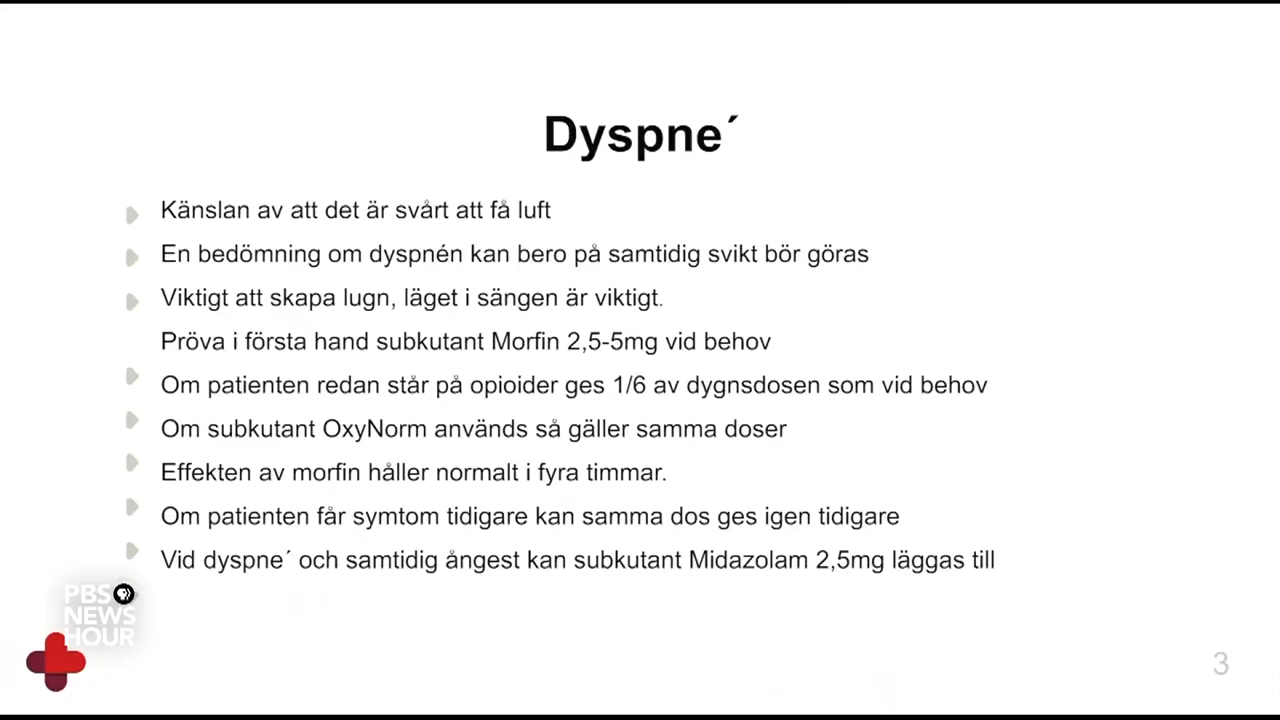 Dyspne´
Känslan av att det är svårt att få luft
En bedömning om dyspnén kan bero på samtidig svikt bör göras
Viktigt att skapa lugn, läget i sängen är viktigt.
Pröva i första hand subkutant Morfin 2,5-5mg vid behov
Om patienten redan står på opioider ges 1/6 av dygnsdosen som vid behov
Om subkutant OxyNorm används så gäller samma doser
Effekten av morfin håller normalt i fyra timmar.
Om patienten får symtom tidigare kan samma dos ges igen tidigare
Vid dyspne´ och samtidig ångest kan subkutant Midazolam 2,5mg läggas till
PBS
NEWS
HOUR
3